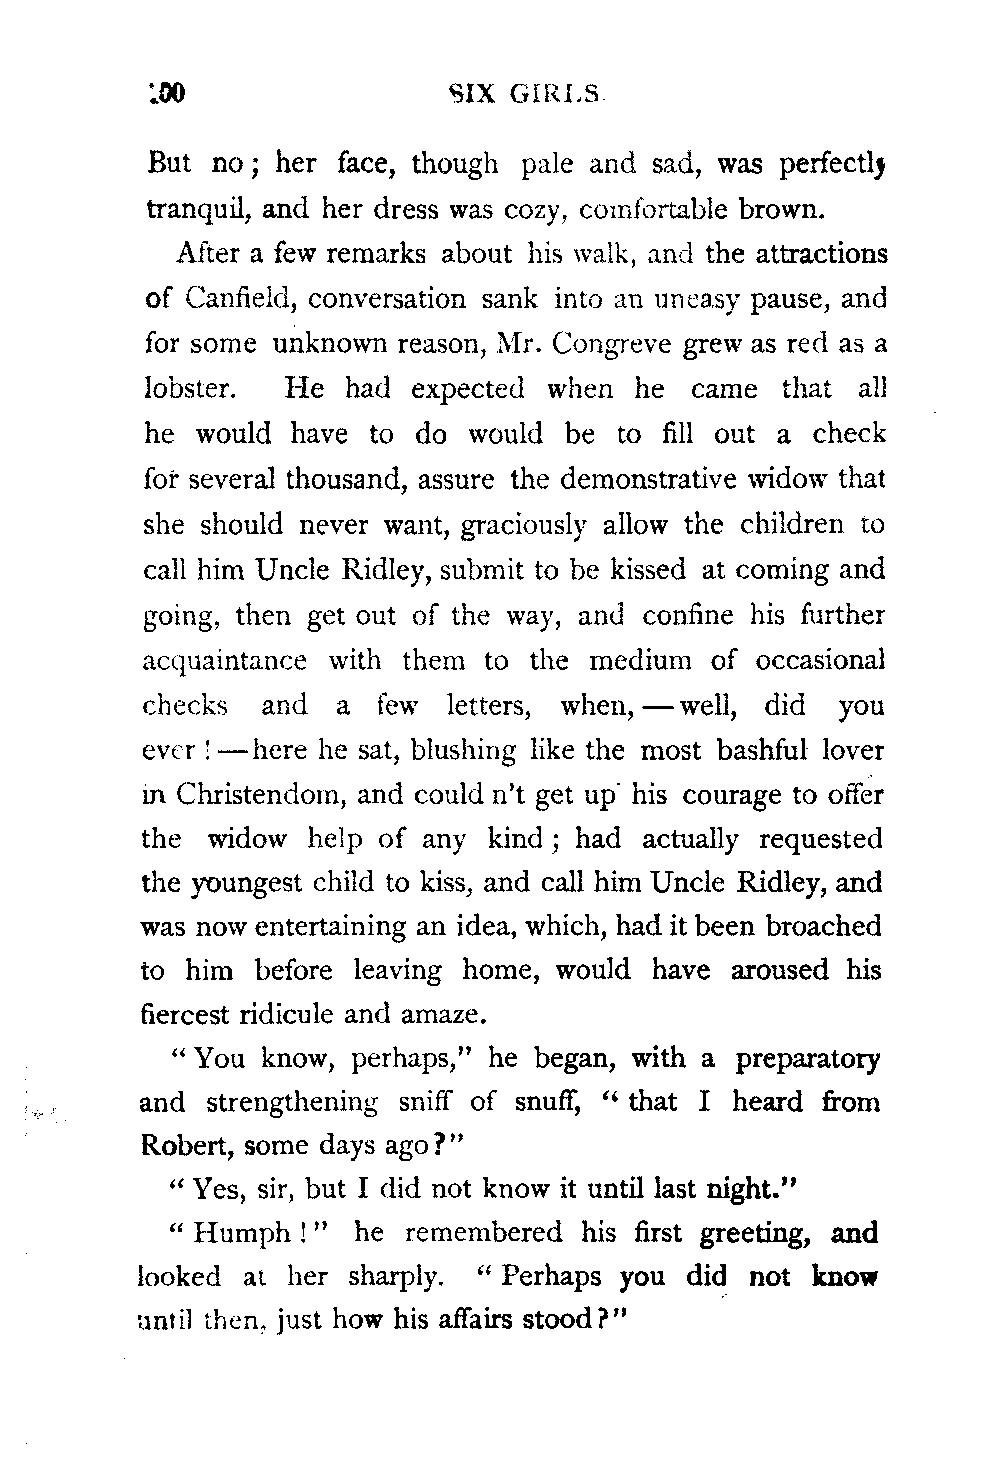 100 SIX GIRLS.
But no; her face, though pale and sad, was perfectly
tranquil, and her dress was cozy, comfortable brown.
After a few remarks about his walk, and the attractions
of Canfield, conversation sank into an uneasy pause, and
for some unknown reason, Mr. Congreve grew as red as a
lobster. He had expected when he came that all
he would have to do would be to fill out a check
for several thousand, assure the demonstrative widow that
she should never want, graciously allow the children to
call him Uncle Ridley, submit to be kissed at coming and
going, then get out of the way, and confine his further
acquaintance with them to the medium of occasional
checks and a few letters, when, — well, did you
ever! — here he sat, blushing like the most bashful lover
in Christendom, and could n't get up his courage to offer
the widow help of any kind; had actually requested
the youngest child to kiss, and call him Uncle Ridley, and
was now entertaining an idea, which, had it been broached
to him before leaving home, would have aroused his
fiercest ridicule and amaze.
"You know, perhaps," he began, with a preparatory
and strengthening sniff of snuff, "that I heard from
Robert, some days ago?"
"Yes, sir, but I did not know it until last night."
"Humph!" he remembered his first greeting, and
looked at her sharply. "Perhaps you did not know
until then, just how his affairs stood?"